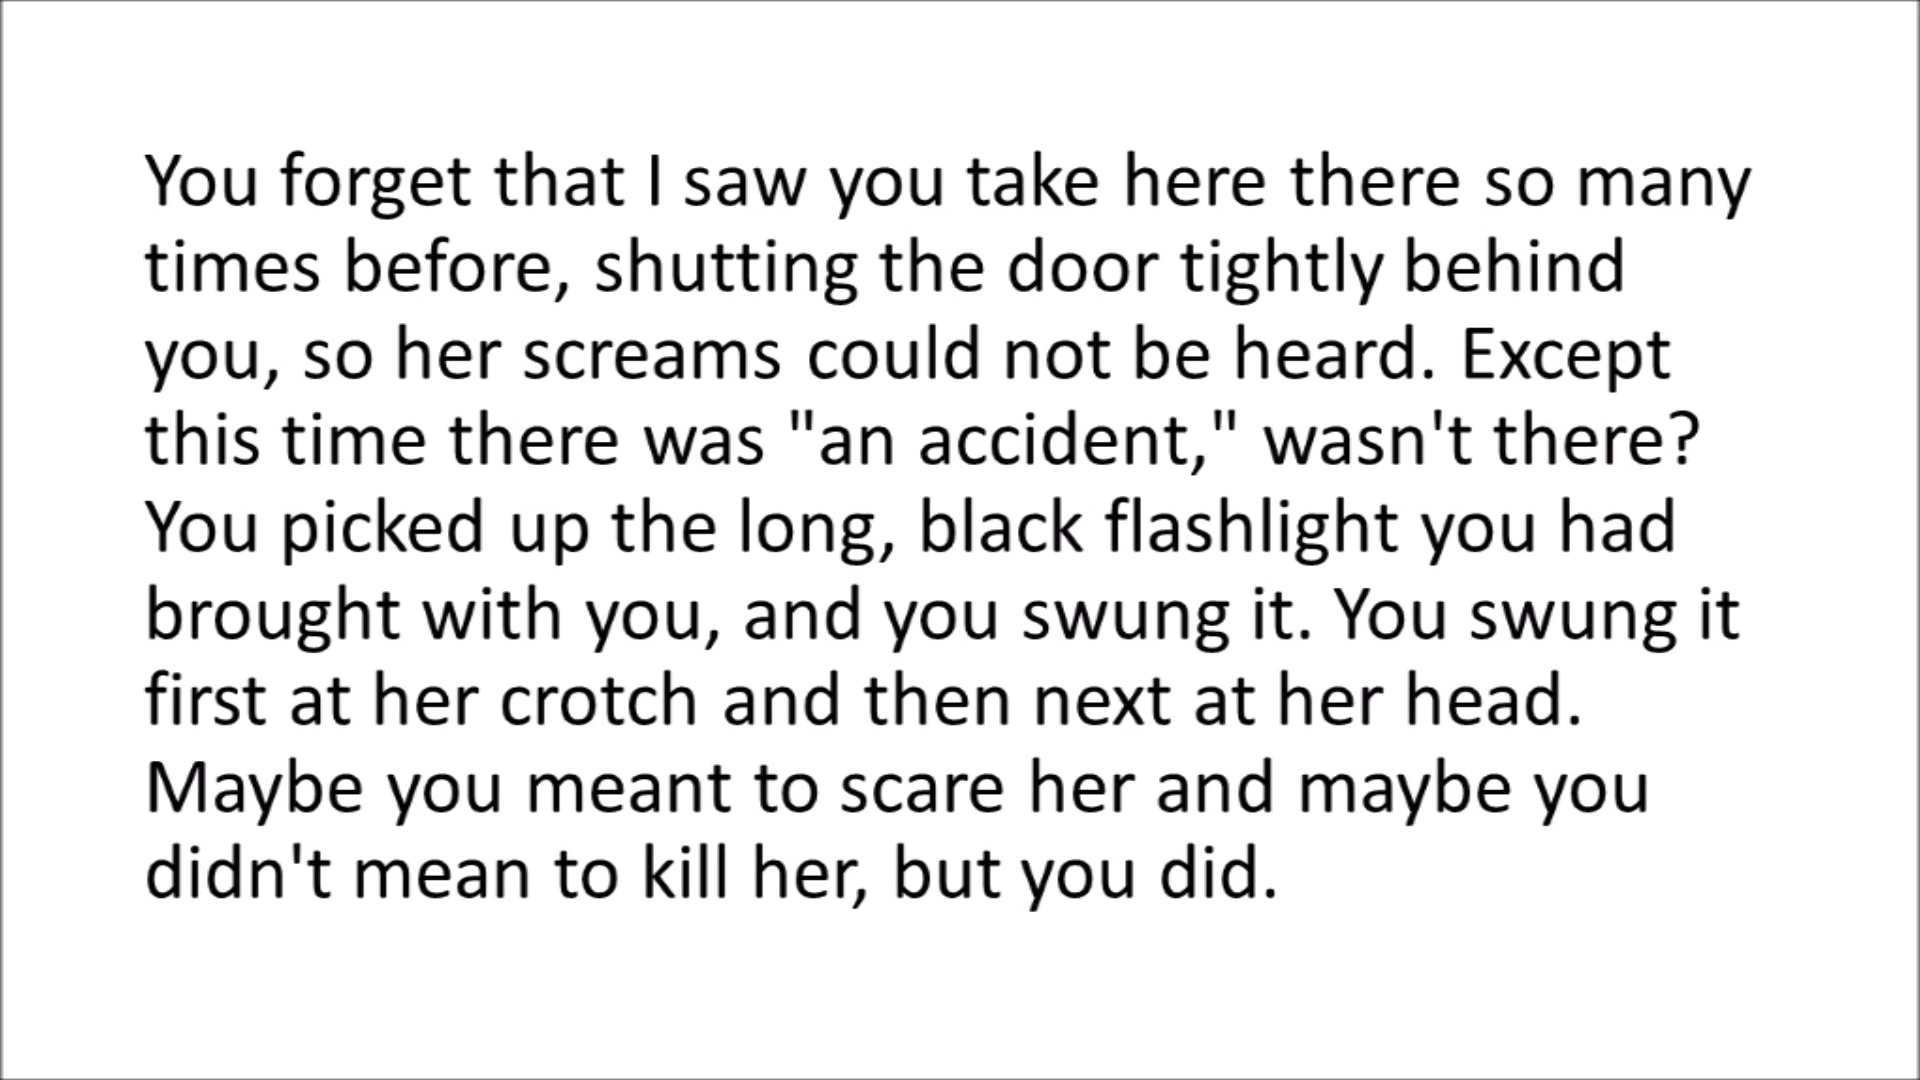 You forget that I saw you take here there so many
times before, shutting the door tightly behind
you, so her screams could not be heard. Except
this time there was "an accident," wasn't there?
You picked up the long, black flashlight you had
brought with you, and you swung it. You swung it
first at her crotch and then next at her head.
Maybe you meant to scare her and maybe you
didn't mean to kill her, but you did.